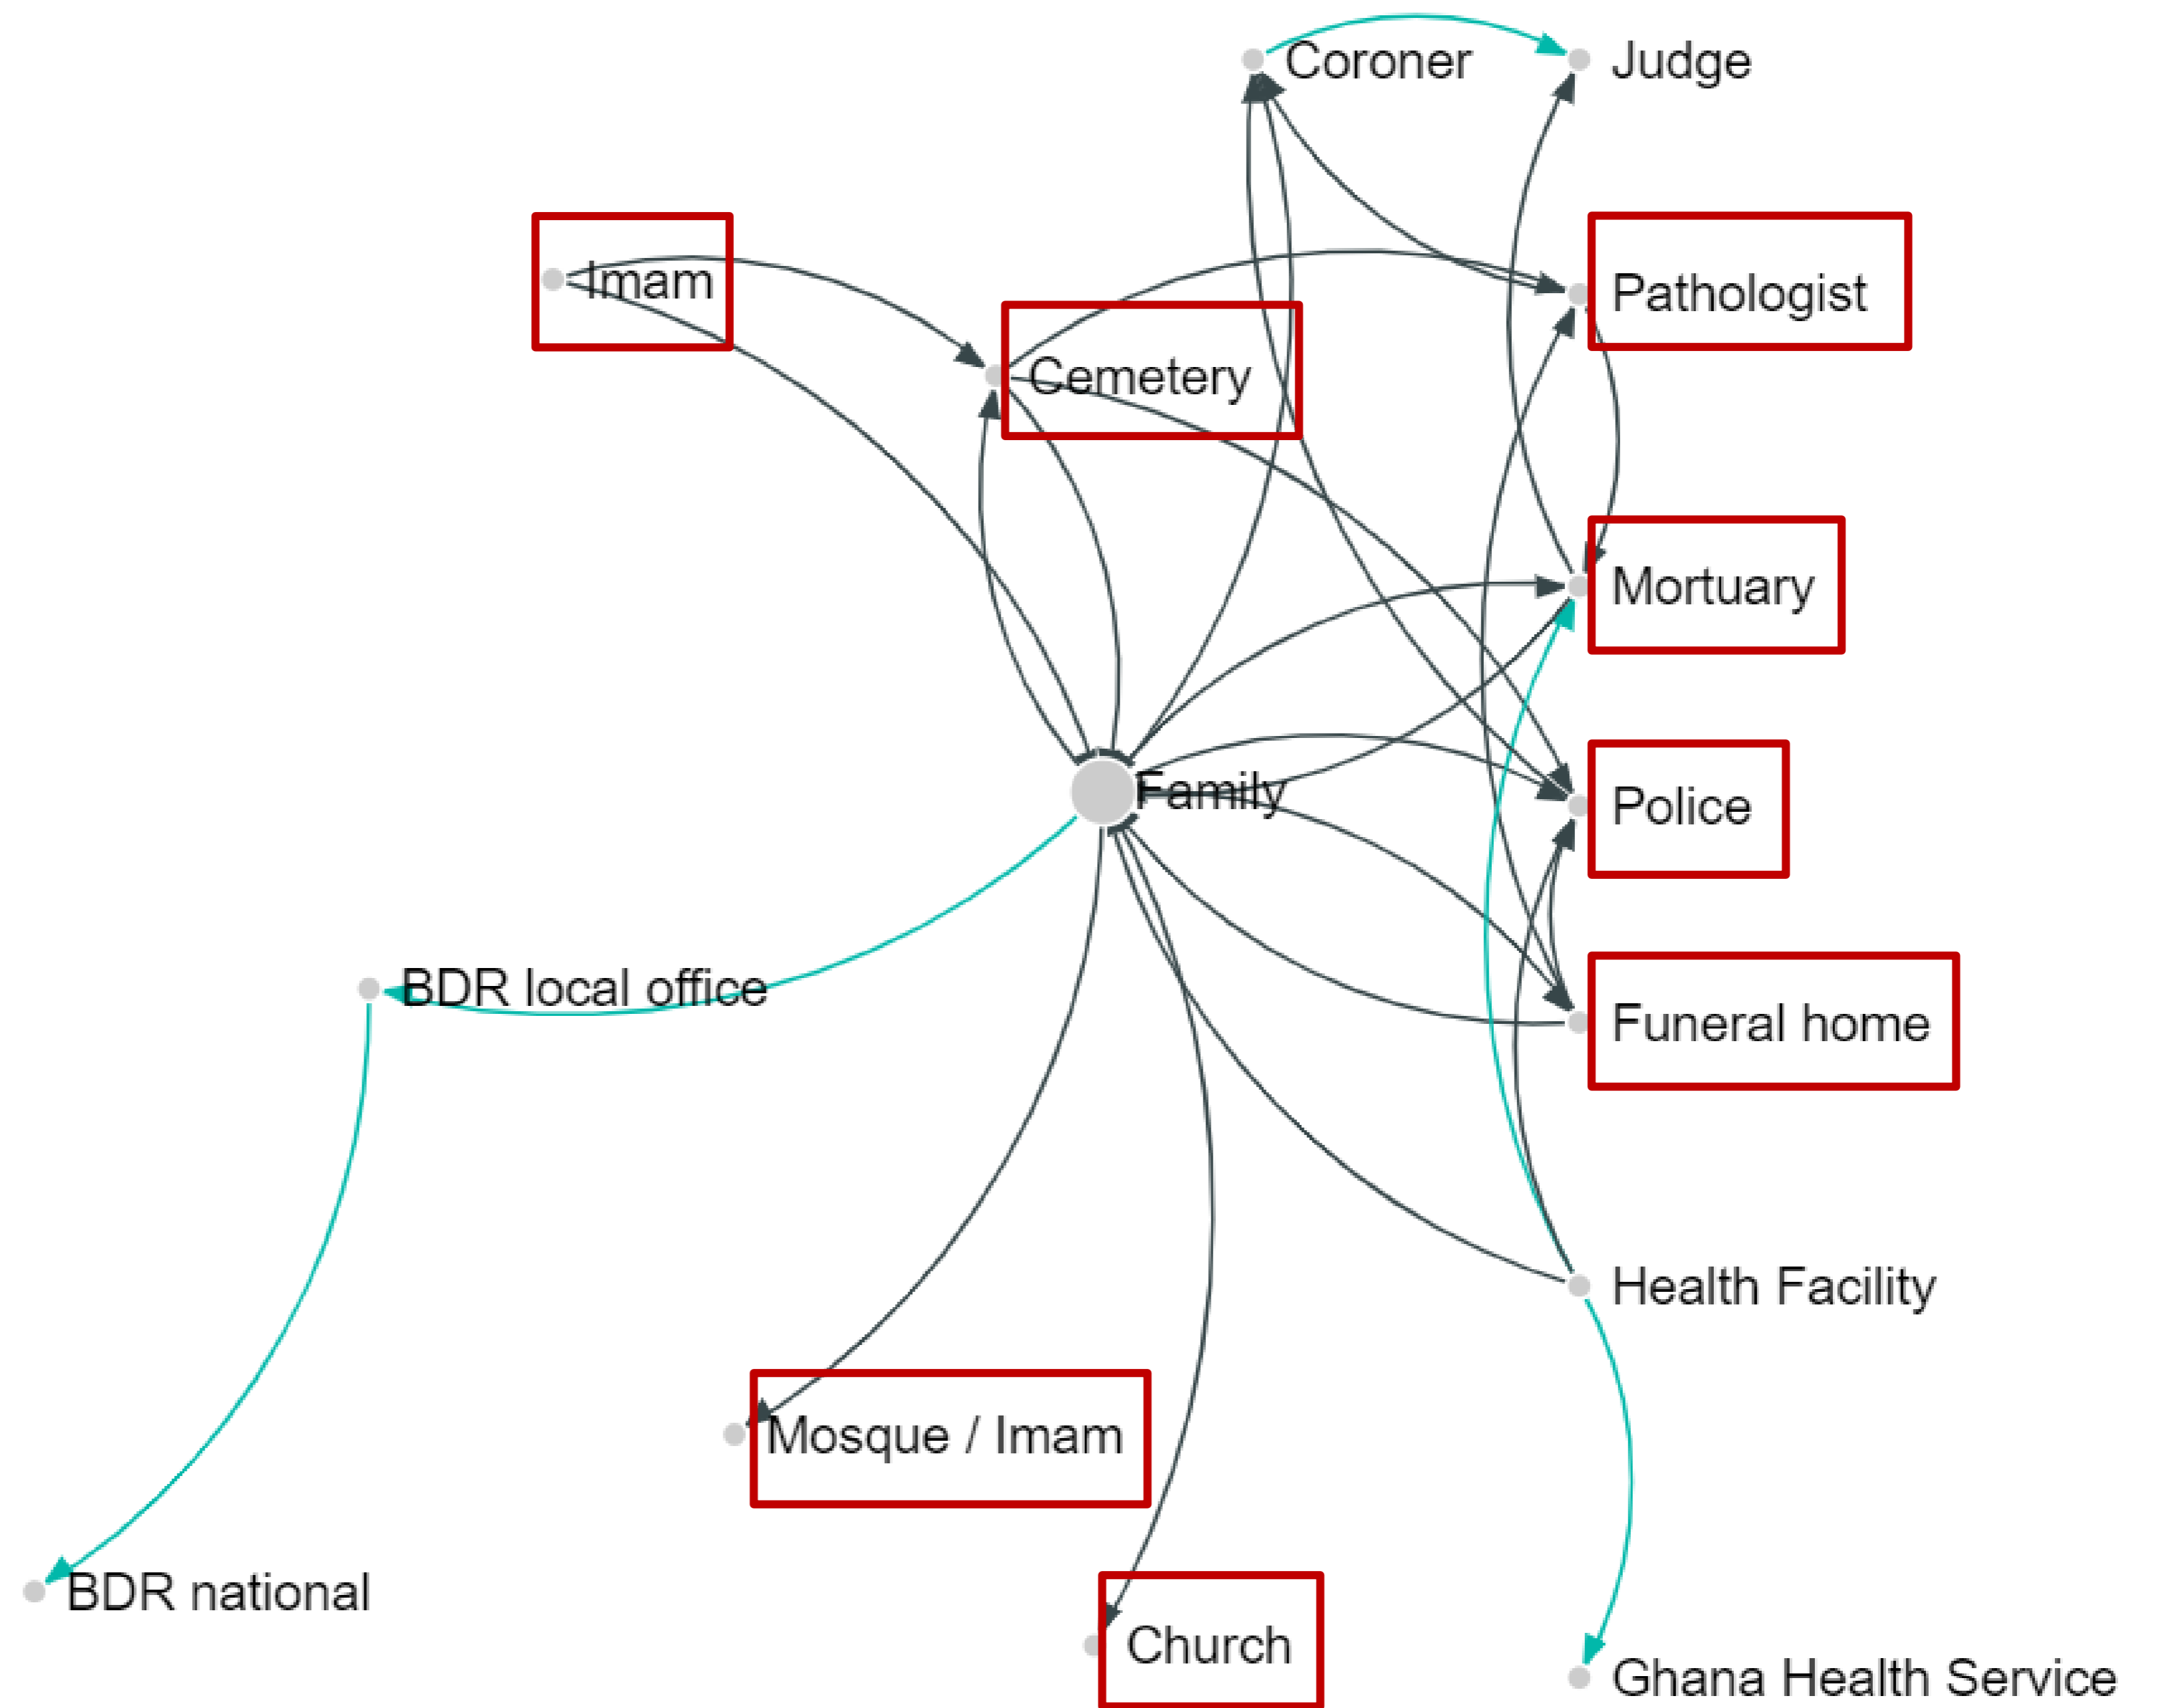 Coroner
Judge
Imam
Pathologist
Cemetery
Mortuary
Family
Police
BDR local office
Funeral home
Health Facility
Mosque / Imam
BDR national
Church
Ghana Health Service